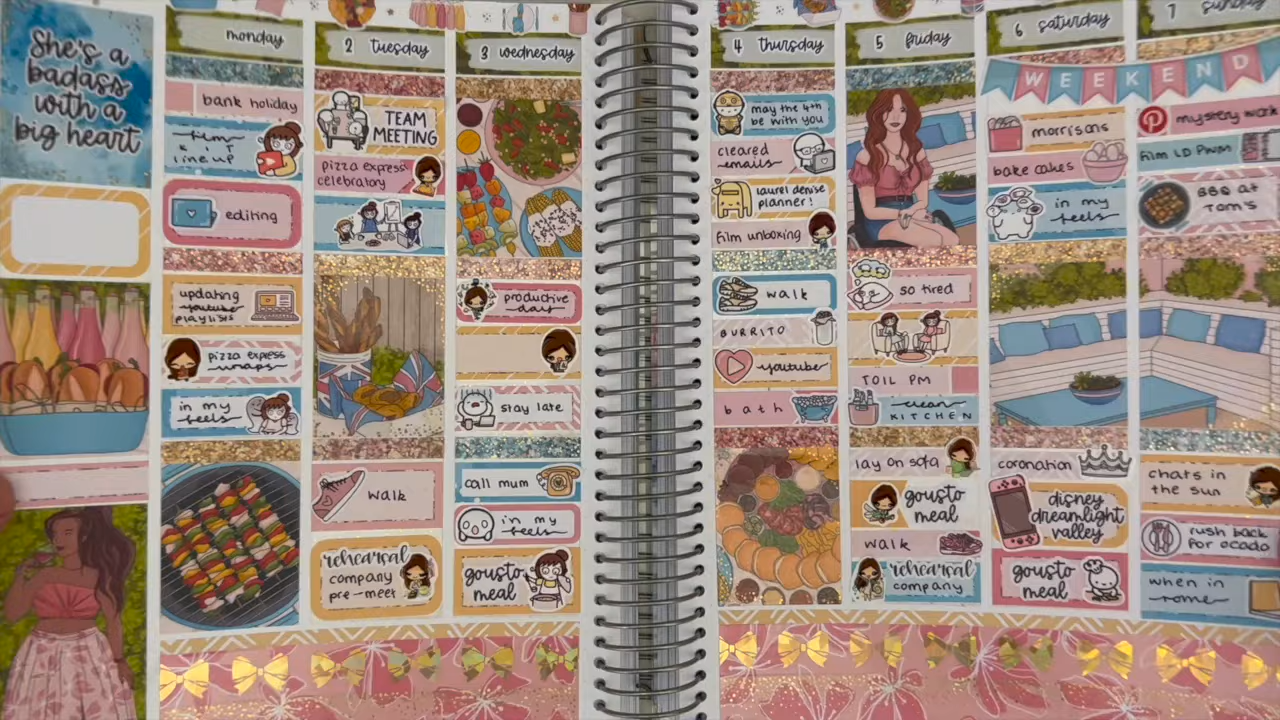 She's a
badass
with a
big heart
monday
bank holiday
editing
updating
youtube
playlists
pizza express
wraps
in my
feels
2 tuesday
TEAM
MEETING
pizza express
celebratory
walk
rehearsal
company
pre-meet
3 wednesday
productive
day
stay late
call mum
in my
feels
gousto
meal
4 thursday
may the 4th
be with you
cleared
emails
laurel denise
planner!
film unboxing
walk
BURRITO
youtube
bath
5 friday
so tired
TOIL PM
clean
KITCHEN
lay on sofa
gousto
meal
walk
rehearsal
company
6 saturday
WEEKEND
morrisons
bake cakes
in my
feels
coronation
disney
dreamlight
valley
gousto
meal
7 sunday
mystery
film LD
BBQ at
Tom's
chats in
the sun
rush back
for ocado
when in
rome